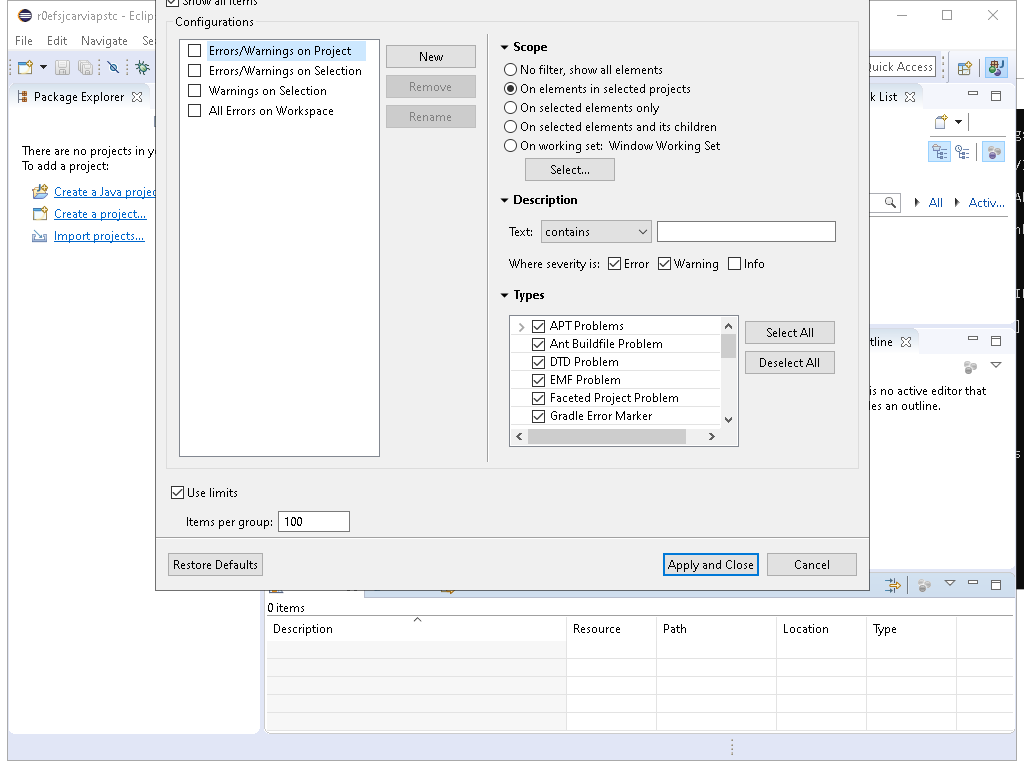 Show all items
r0efsjcarviapstc - Eclip
File Edit Navigate Se
Quick Access
Package Explorer
k List
There are no projects in y
To add a project:
Create a Java projec
Create a project...
Import projects...
Configurations
Errors/Warnings on Project
Errors/Warnings on Selection
Warnings on Selection
All Errors on Workspace
New
Remove
Rename
Scope
No filter, show all elements
On elements in selected projects
On selected elements only
On selected elements and its children
On working set: Window Working Set
Select...
Description
Text: contains
Where severity is: Error Warning Info
Types
APT Problems
Ant Buildfile Problem
DTD Problem
EMF Problem
Faceted Project Problem
Gradle Error Marker
Select All
Deselect All
Use limits
Items per group: 100
Restore Defaults
Apply and Close
Cancel
All Activ...
tline
is no active editor that
les an outline.
0 items
Description Resource Path Location Type